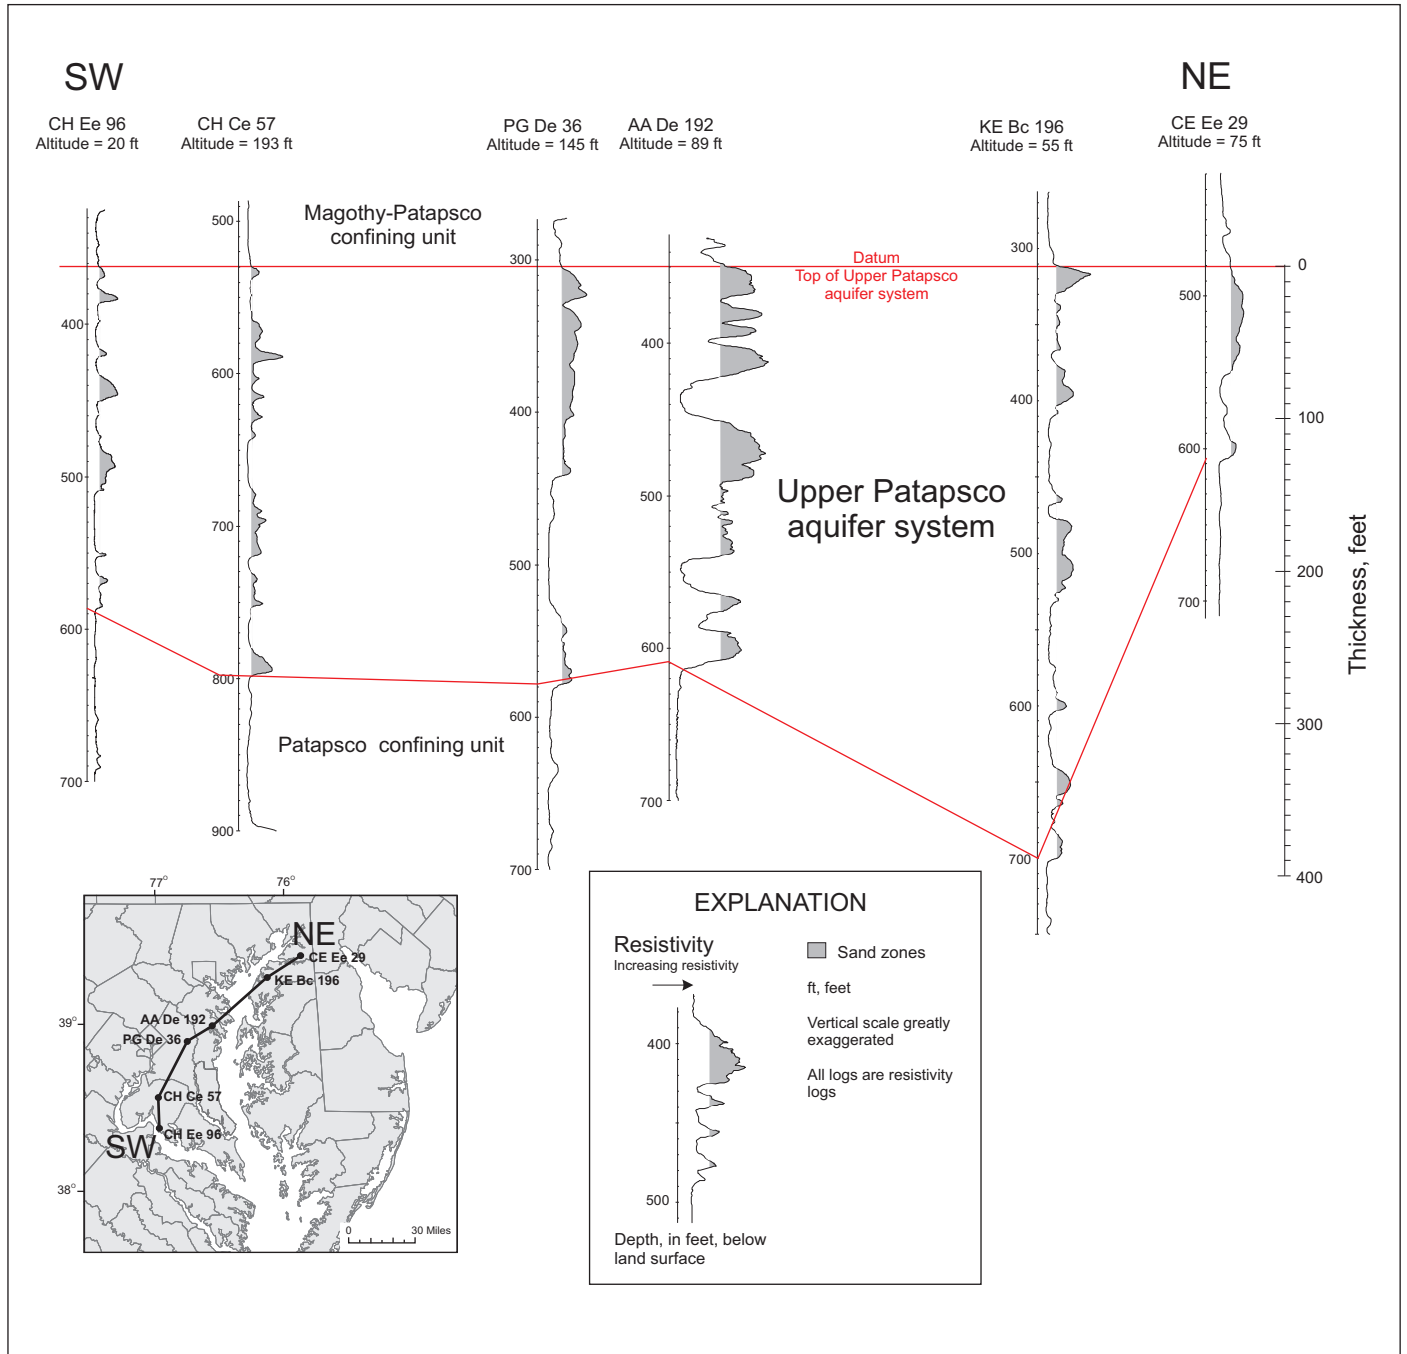 SW
NE
CH Ee 96
Altitude = 20 ft
CH Ce 57
Altitude = 193 ft
PG De 36
Altitude = 145 ft
AA De 192
Altitude = 89 ft
KE Bc 196
Altitude = 55 ft
CE Ee 29
Altitude = 75 ft
Magothy-Patapsco
confining unit
Datum
Top of Upper Patapsco
aquifer system
Upper Patapsco
aquifer system
Patapsco confining unit
400
500
600
700
500
600
700
800
900
300
400
500
600
700
400
500
600
700
300
400
500
600
700
500
600
700
0
100
200
300
400
Thickness, feet
77°
76°
39°
38°
NE
CE Ee 29
KE Bc 196
AA De 192
PG De 36
CH Ce 57
CH Ee 96
SW
0 30 Miles
EXPLANATION
Resistivity
Increasing resistivity
400
500
Depth, in feet, below
land surface
Sand zones
ft, feet
Vertical scale greatly
exaggerated
All logs are resistivity
logs